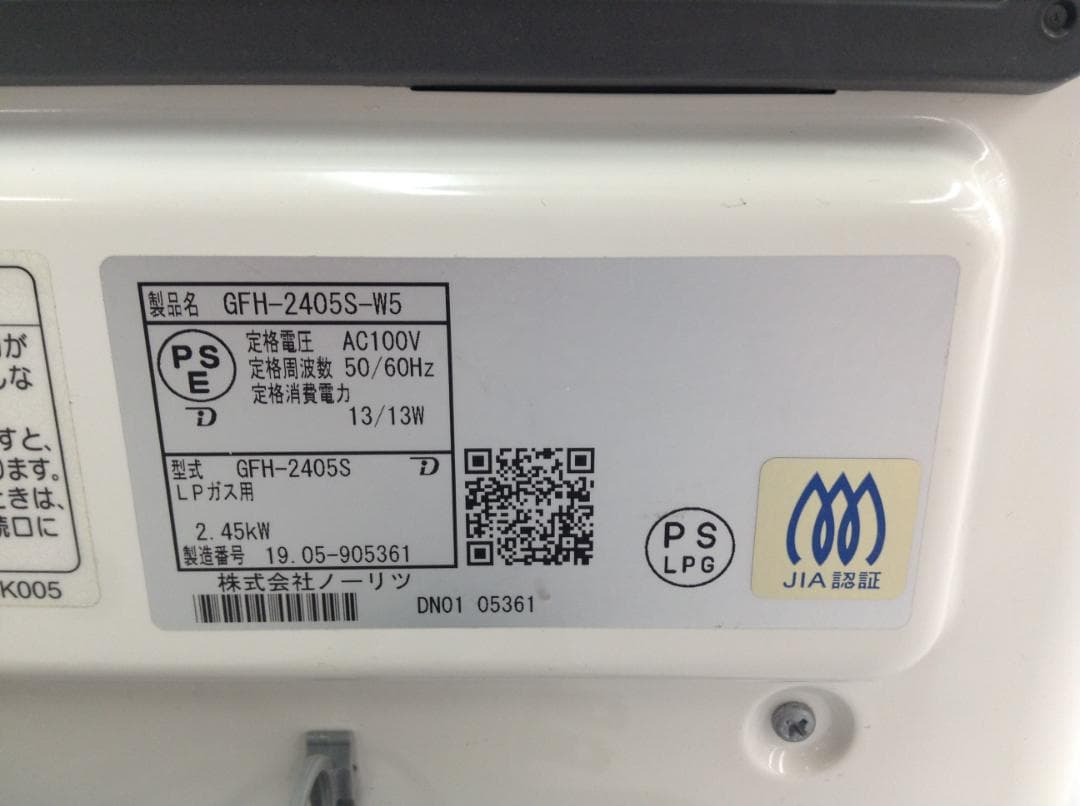 が
しな
すと、
ります。
ときは、
続口に
K005
製品名 GFH-2405S-W5
PSE
定格電圧 AC100V
定格周波数 50/60Hz
定格消費電力
13/13W
型式 GFH-2405S
LPガス用
2.45kW
製造番号 19.05-905361
株式会社ノーリツ
DN01 05361
PS
LPG
JIA認証